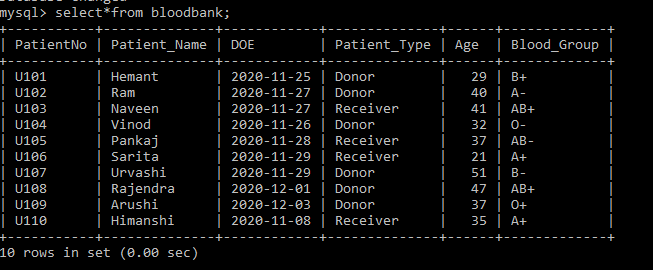 mysql> select*from bloodbank;
+-----------+--------------+------------+--------------+-----+-------------+
| PatientNo | Patient_Name | DOE | Patient_Type | Age | Blood_Group |
+-----------+--------------+------------+--------------+-----+-------------+
| U101 | Hemant | 2020-11-25 | Donor | 29 | B+ |
| U102 | Ram | 2020-11-27 | Donor | 40 | A- |
| U103 | Naveen | 2020-11-27 | Receiver | 41 | AB+ |
| U104 | Vinod | 2020-11-26 | Donor | 32 | O- |
| U105 | Pankaj | 2020-11-28 | Receiver | 37 | AB- |
| U106 | Sarita | 2020-11-29 | Receiver | 21 | A+ |
| U107 | Urvashi | 2020-11-29 | Donor | 51 | B- |
| U108 | Rajendra | 2020-12-01 | Donor | 47 | AB+ |
| U109 | Arushi | 2020-12-03 | Donor | 37 | O+ |
| U110 | Himanshi | 2020-11-08 | Receiver | 35 | A+ |
+-----------+--------------+------------+--------------+-----+-------------+
10 rows in set (0.00 sec)